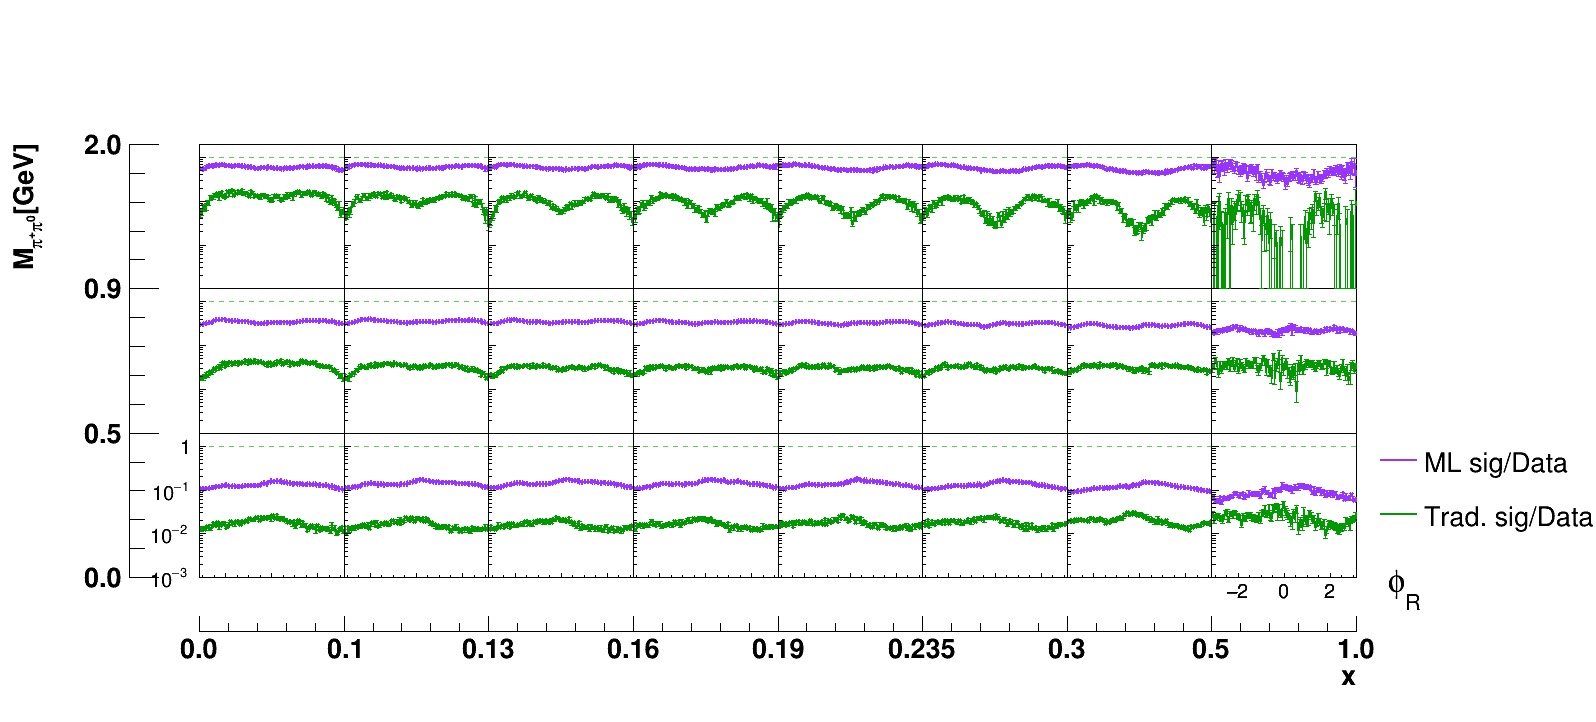 M_{π⁺π⁰}[GeV]
2.0
0.9
0.5
0.0
1
10⁻¹
10⁻²
10⁻³
−2 0 2
ϕ_R
0.0 0.1 0.13 0.16 0.19 0.235 0.3 0.5 1.0
x
ML sig/Data
Trad. sig/Data